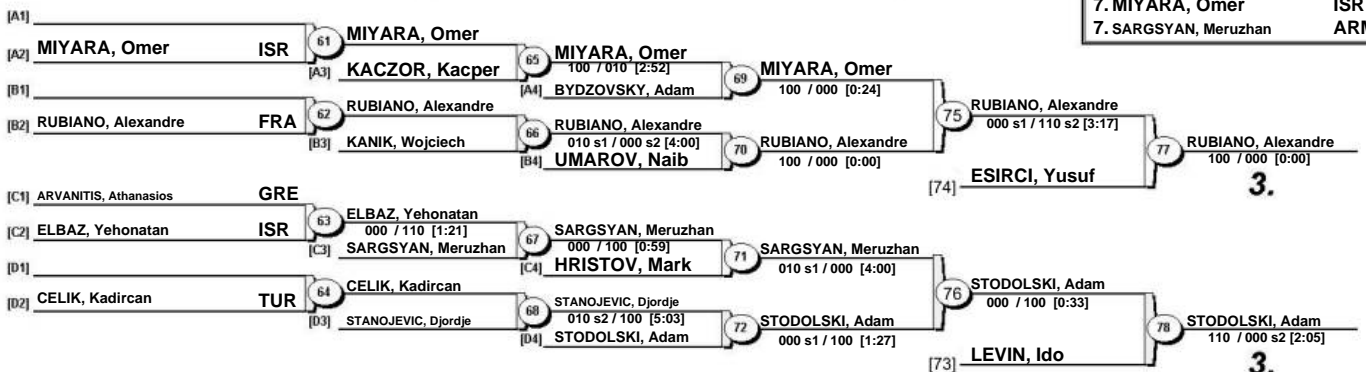 7. MIYARA, Omer ISR
7. SARGSYAN, Meruzhan ARM
[A1]
[A2] MIYARA, Omer ISR
61 MIYARA, Omer
[A3] KACZOR, Kacper
65 MIYARA, Omer
100 / 010 [2:52]
[A4] BYDZOVSKY, Adam
69 MIYARA, Omer
100 / 000 [0:24]
[B1]
[B2] RUBIANO, Alexandre FRA
62 RUBIANO, Alexandre
[B3] KANIK, Wojciech
66 RUBIANO, Alexandre
010 s1 / 000 s2 [4:00]
[B4] UMAROV, Naib
70 RUBIANO, Alexandre
100 / 000 [0:00]
75 RUBIANO, Alexandre
000 s1 / 110 s2 [3:17]
[74] ESIRCI, Yusuf
77 RUBIANO, Alexandre
100 / 000 [0:00]
3.
[C1] ARVANITIS, Athanasios GRE
[C2] ELBAZ, Yehonatan ISR
63 ELBAZ, Yehonatan
000 / 110 [1:21]
[C3] SARGSYAN, Meruzhan
67 SARGSYAN, Meruzhan
000 / 100 [0:59]
[C4] HRISTOV, Mark
71 SARGSYAN, Meruzhan
010 s1 / 000 [4:00]
[D1]
[D2] CELIK, Kadircan TUR
64 CELIK, Kadircan
[D3] STANOJEVIC, Djordje
68 STANOJEVIC, Djordje
010 s2 / 100 [5:03]
[D4] STODOLSKI, Adam
72 STODOLSKI, Adam
000 s1 / 100 [1:27]
76 STODOLSKI, Adam
000 / 100 [0:33]
[73] LEVIN, Ido
78 STODOLSKI, Adam
110 / 000 s2 [2:05]
3.